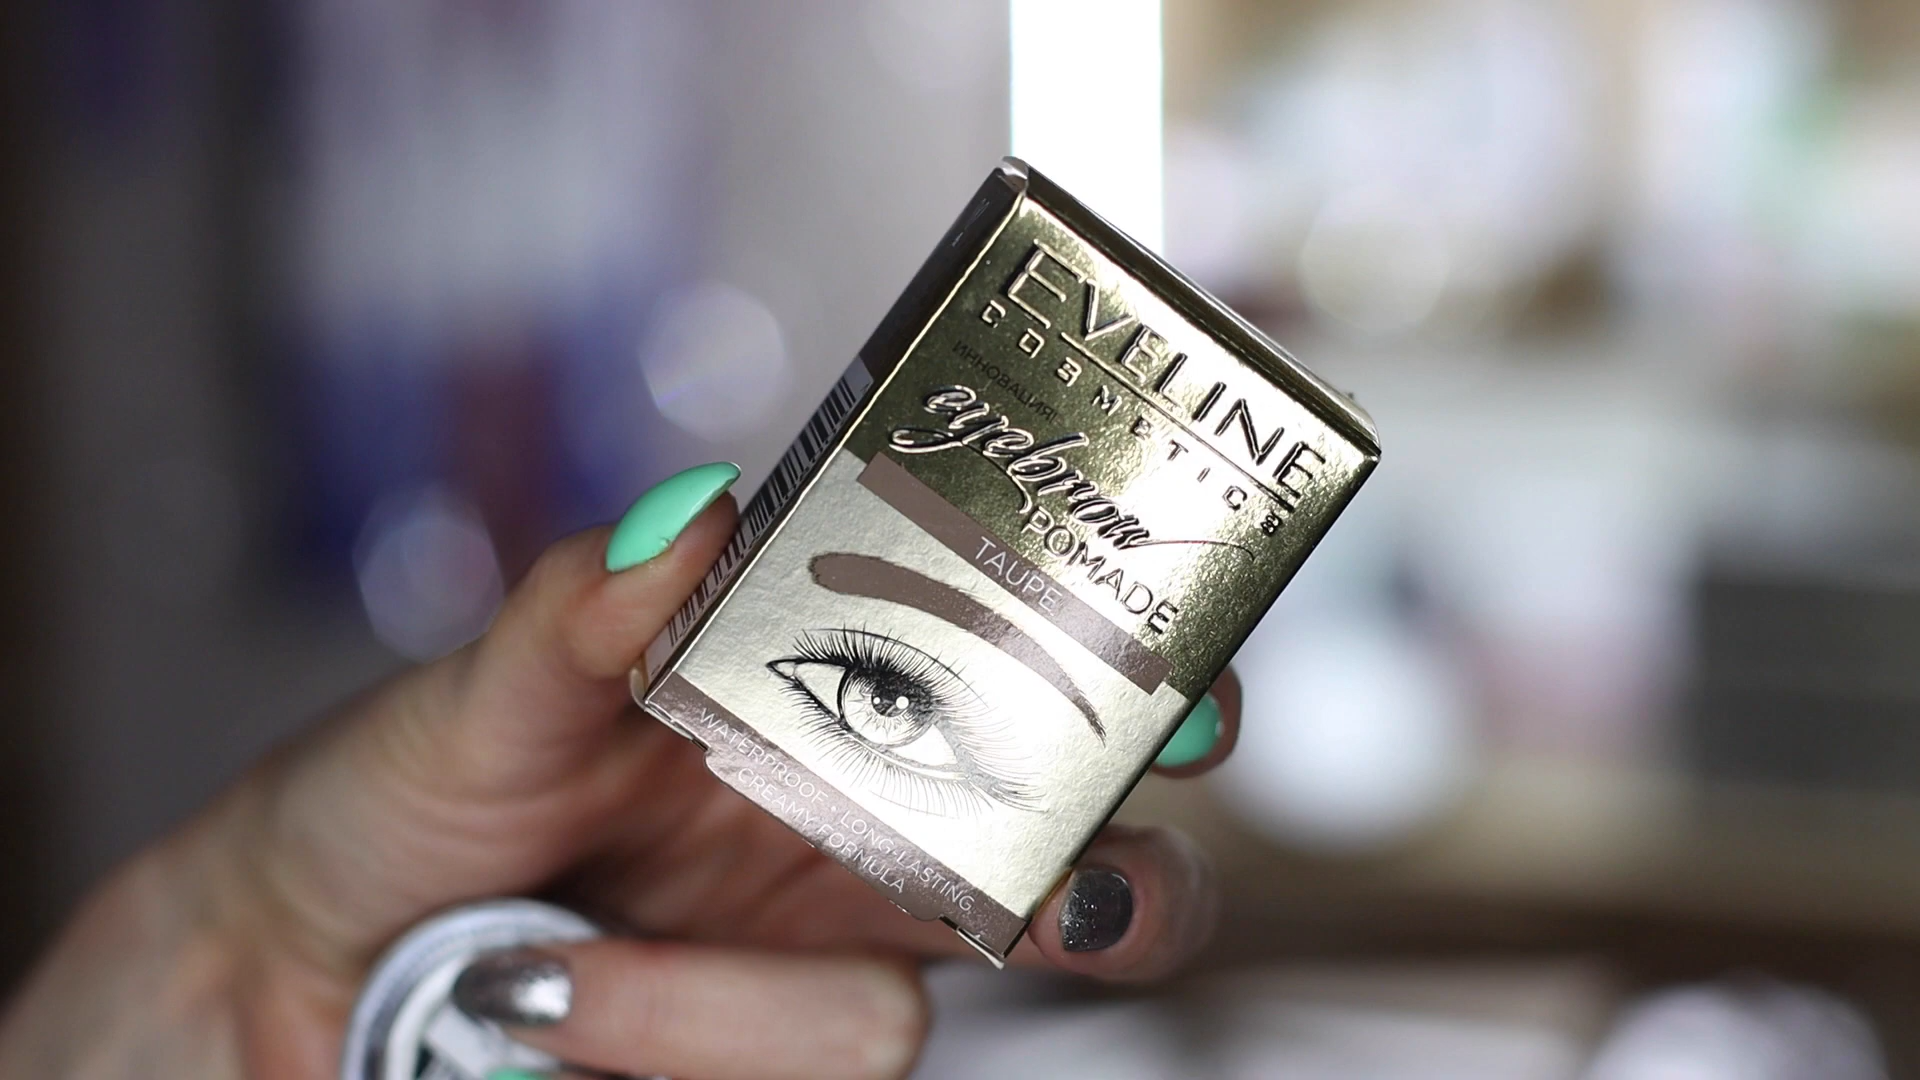 EVELINE
COSMETICS
ИННОВАЦИЯ!
eyebrow
POMADE
TAUPE
WATERPROOF • LONG-LASTING
CREAMY FORMULA